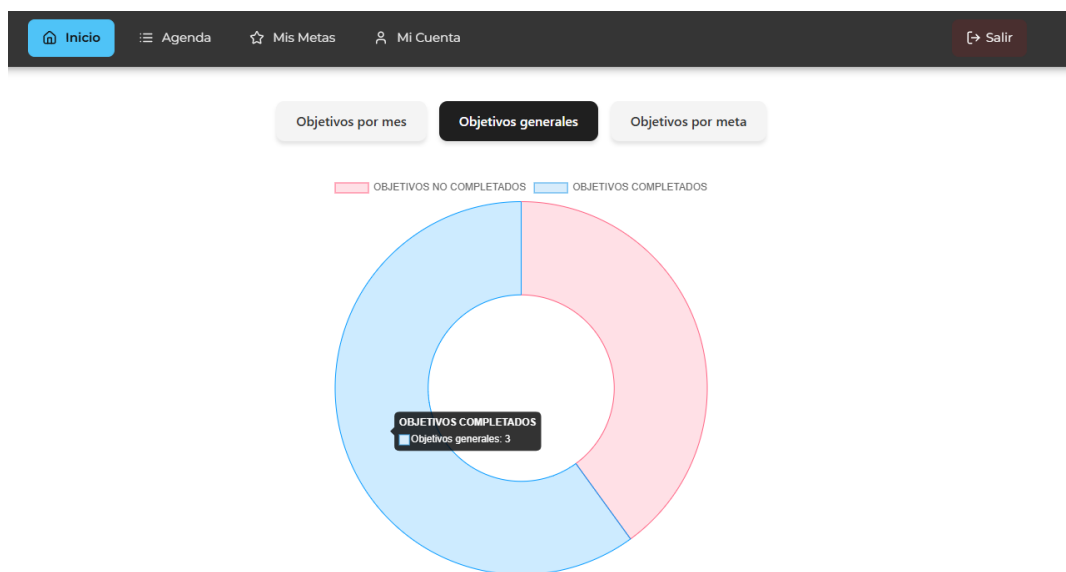 Inicio Agenda Mis Metas Mi Cuenta Salir
Objetivos por mes Objetivos generales Objetivos por meta
OBJETIVOS NO COMPLETADOS OBJETIVOS COMPLETADOS
OBJETIVOS COMPLETADOS
Objetivos generales: 3